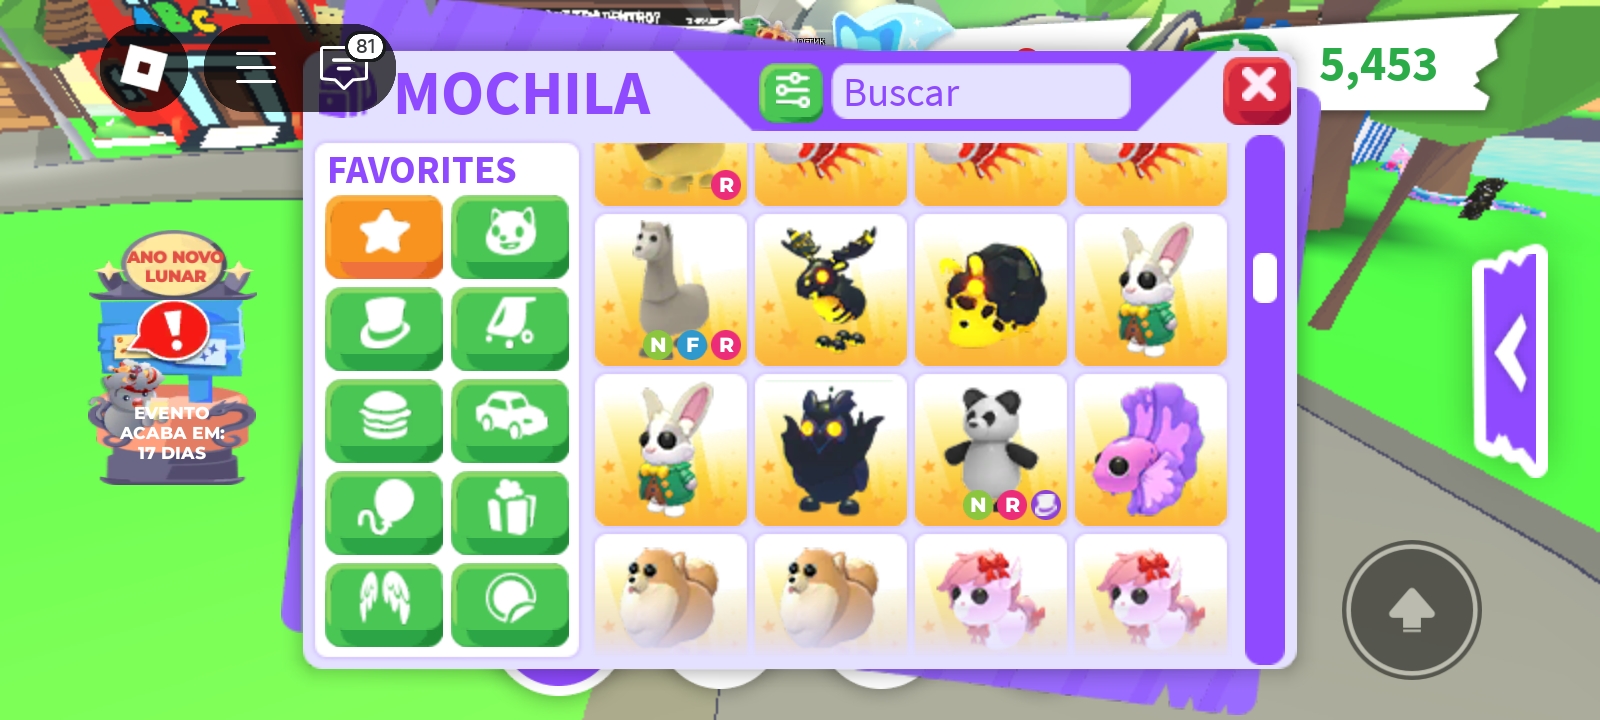 81
MOCHILA
Buscar
5,453
FAVORITES
R
N F R
N R
ANO NOVO
LUNAR
!
EVENTO
ACABA EM:
17 DIAS